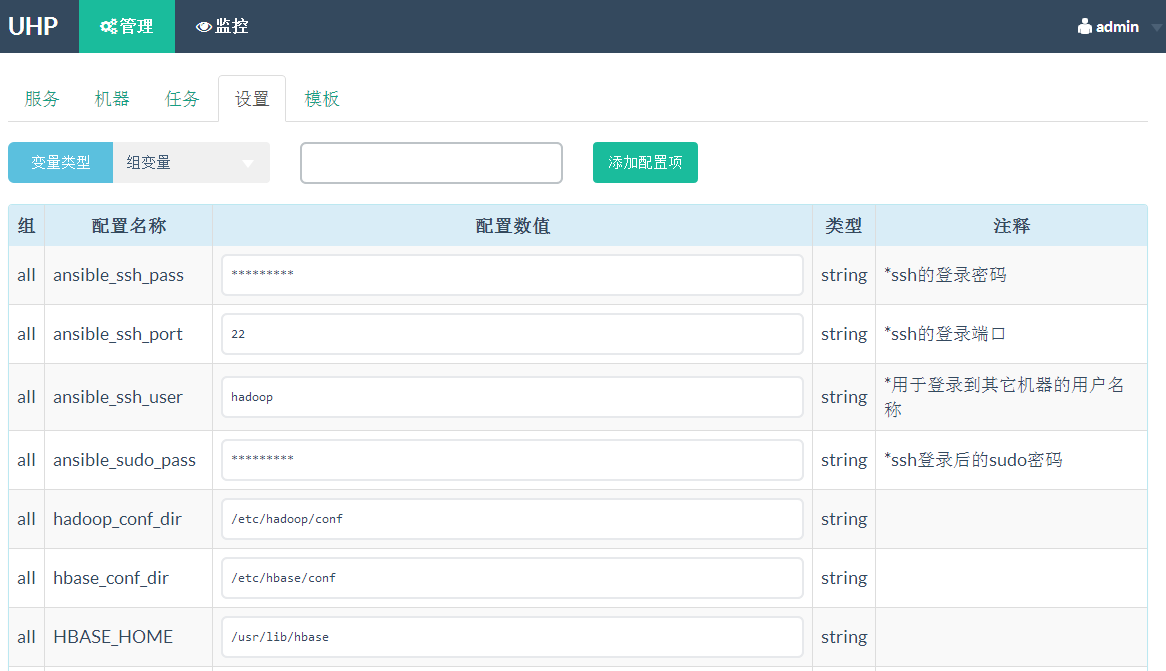 UHP 管理 监控 admin
服务 机器 任务 设置 模板
变量类型 组变量 添加配置项
组 配置名称 配置数值 类型 注释
all ansible_ssh_pass ********* string *ssh的登录密码
all ansible_ssh_port 22 string *ssh的登录端口
all ansible_ssh_user hadoop string *用于登录到其它机器的用户名
称
all ansible_sudo_pass ********* string *ssh登录后的sudo密码
all hadoop_conf_dir /etc/hadoop/conf string
all hbase_conf_dir /etc/hbase/conf string
all HBASE_HOME /usr/lib/hbase string